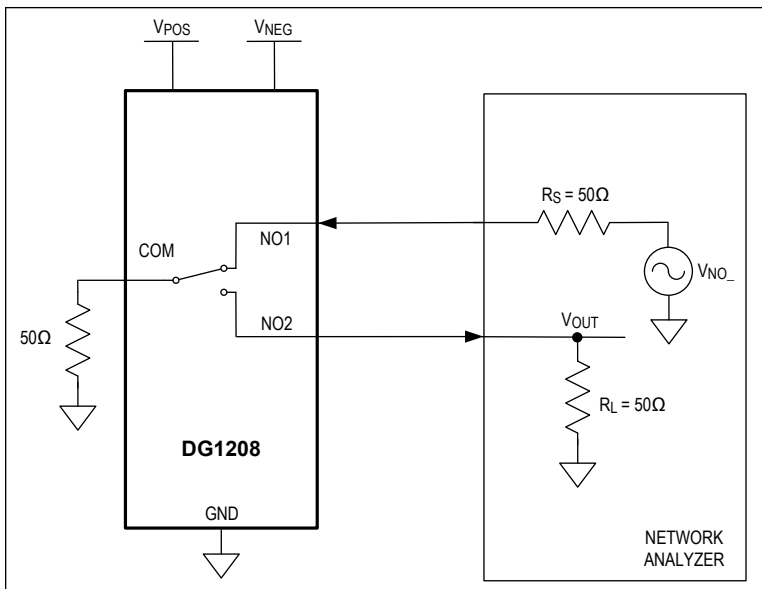 VPOS
VNEG
RS = 50Ω
COM
NO1
VNO_
NO2
VOUT
50Ω
RL = 50Ω
DG1208
GND
NETWORK
ANALYZER